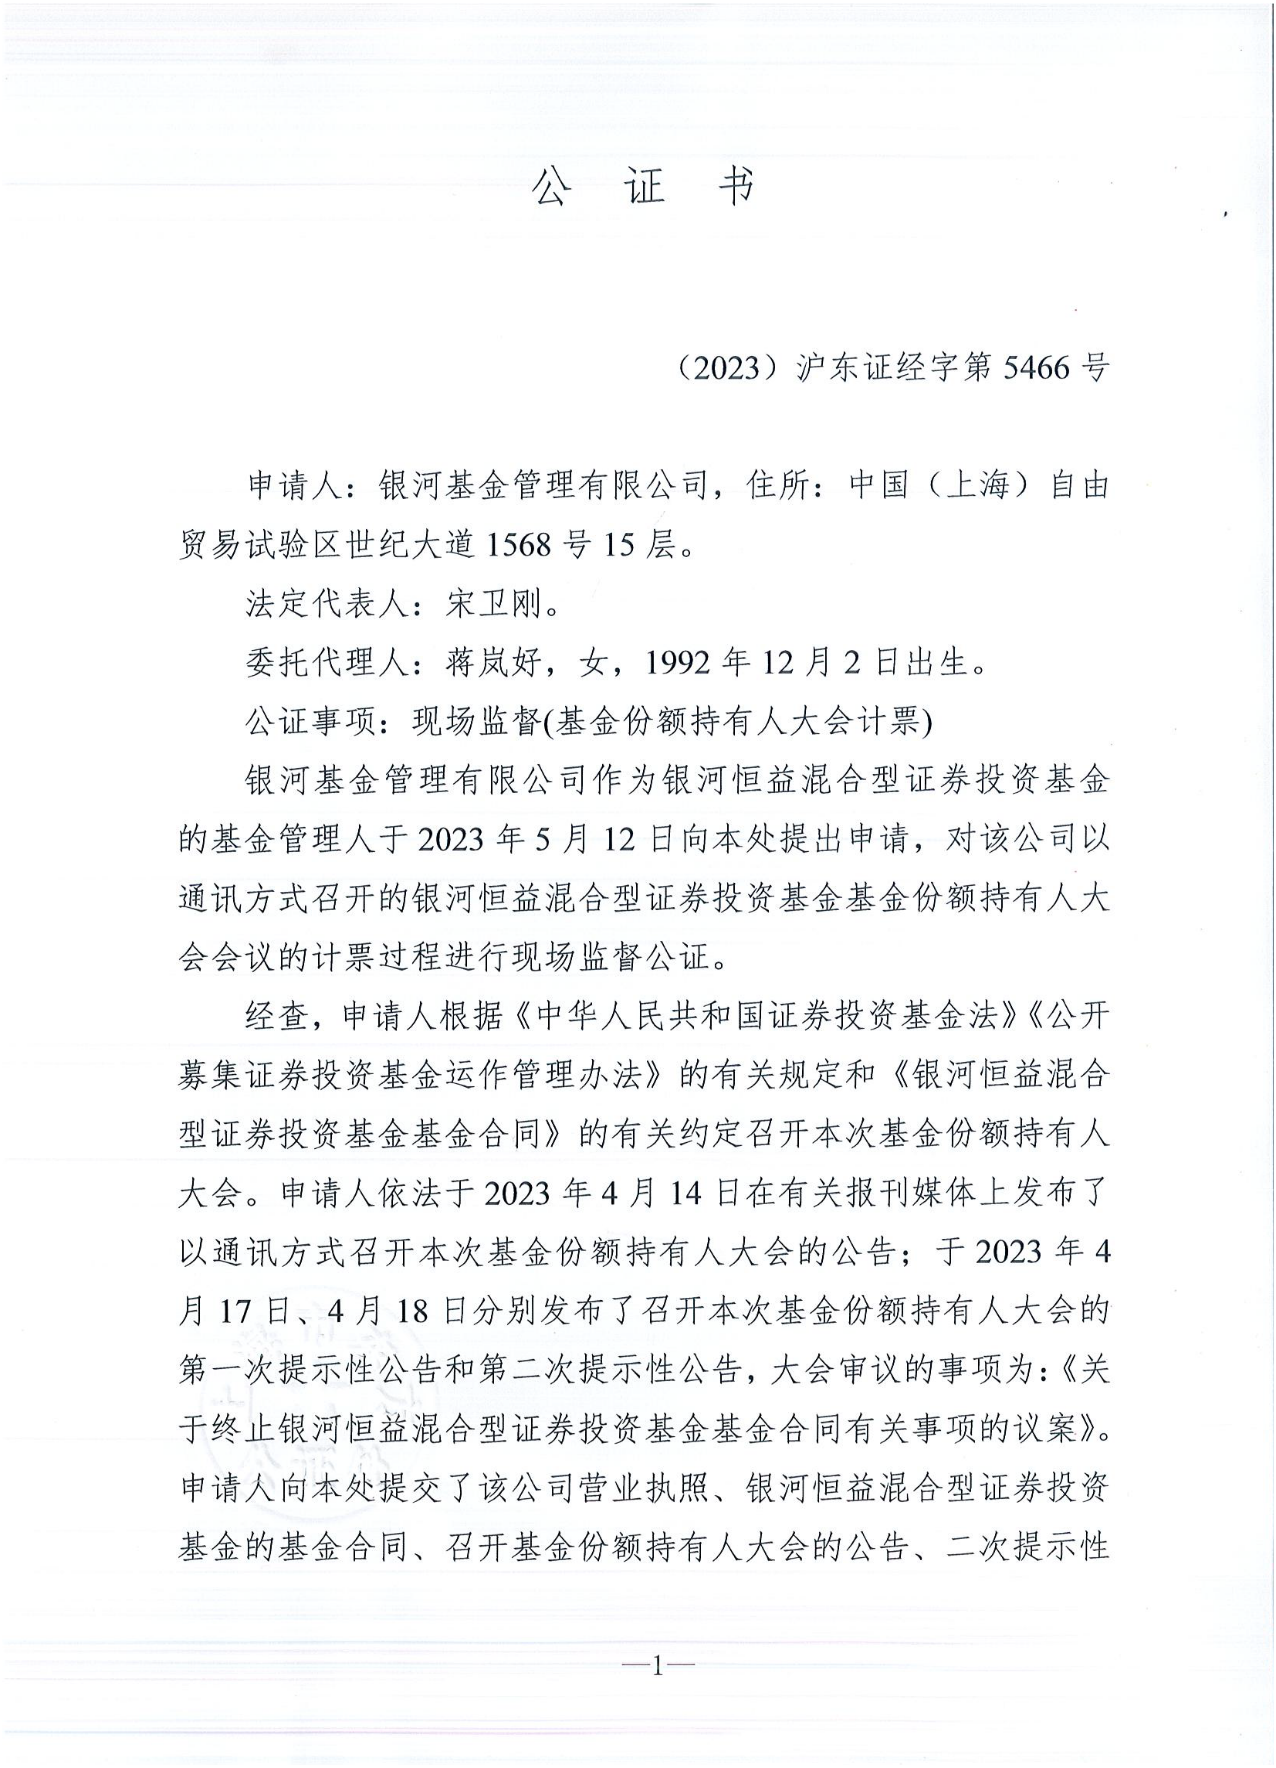 公 证 书
（2023）沪东证经字第 5466 号
申请人：银河基金管理有限公司，住所：中国（上海）自由
贸易试验区世纪大道 1568 号 15 层。
法定代表人：宋卫刚。
委托代理人：蒋岚好，女，1992 年 12 月 2 日出生。
公证事项：现场监督(基金份额持有人大会计票)
银河基金管理有限公司作为银河恒益混合型证券投资基金
的基金管理人于 2023 年 5 月 12 日向本处提出申请，对该公司以
通讯方式召开的银河恒益混合型证券投资基金基金份额持有人大
会会议的计票过程进行现场监督公证。
经查，申请人根据《中华人民共和国证券投资基金法》《公开
募集证券投资基金运作管理办法》的有关规定和《银河恒益混合
型证券投资基金基金合同》的有关约定召开本次基金份额持有人
大会。申请人依法于 2023 年 4 月 14 日在有关报刊媒体上发布了
以通讯方式召开本次基金份额持有人大会的公告；于 2023 年 4
月 17 日、4 月 18 日分别发布了召开本次基金份额持有人大会的
第一次提示性公告和第二次提示性公告，大会审议的事项为：《关
于终止银河恒益混合型证券投资基金基金合同有关事项的议案》。
申请人向本处提交了该公司营业执照、银河恒益混合型证券投资
基金的基金合同、召开基金份额持有人大会的公告、二次提示性
—1—